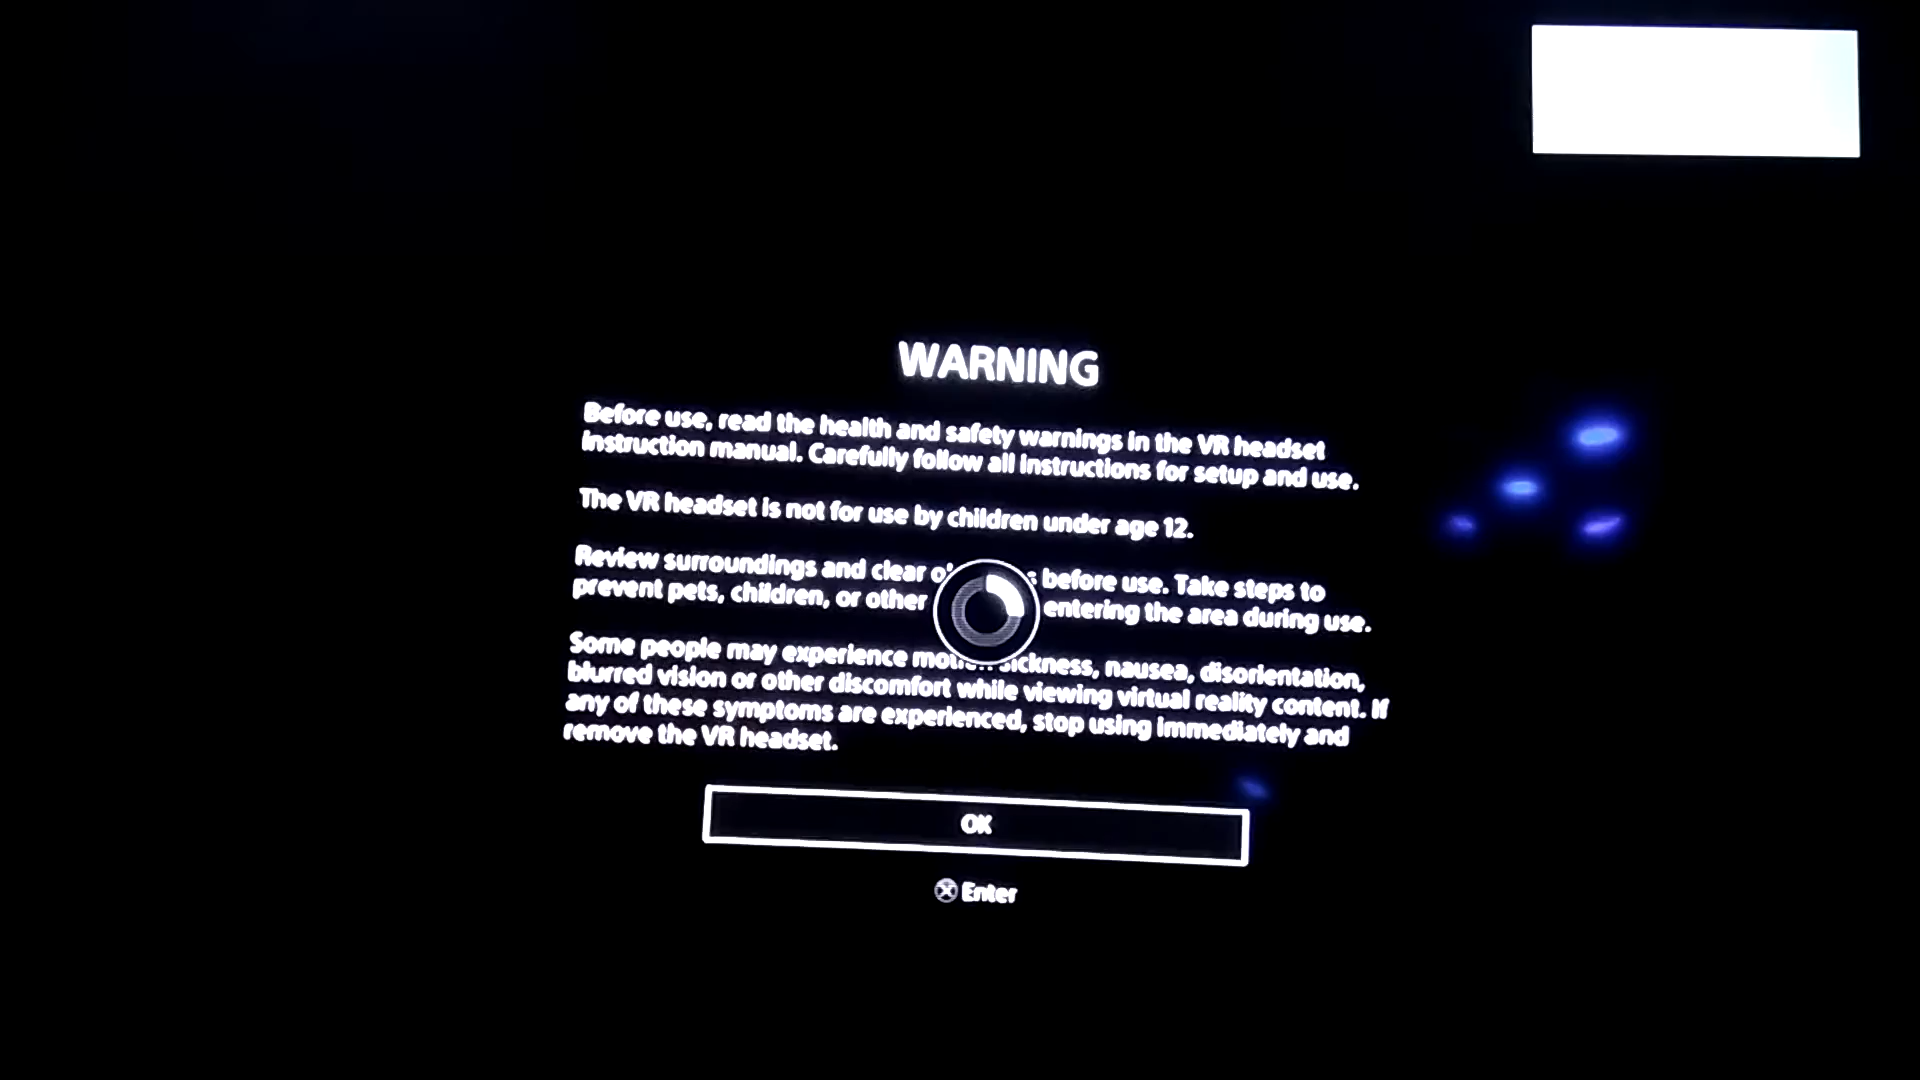 WARNING
Before use, read the health and safety warnings in the VR headset
instruction manual. Carefully follow all instructions for setup and use.
The VR headset is not for use by children under age 12.
Review surroundings and clear before use. Take steps to
prevent pets, children, or other entering the area during use.
Some people may experience motion sickness, nausea, disorientation,
blurred vision or other discomfort while viewing virtual reality content. If
any of these symptoms are experienced, stop using immediately and
remove the VR headset.
OK
Enter